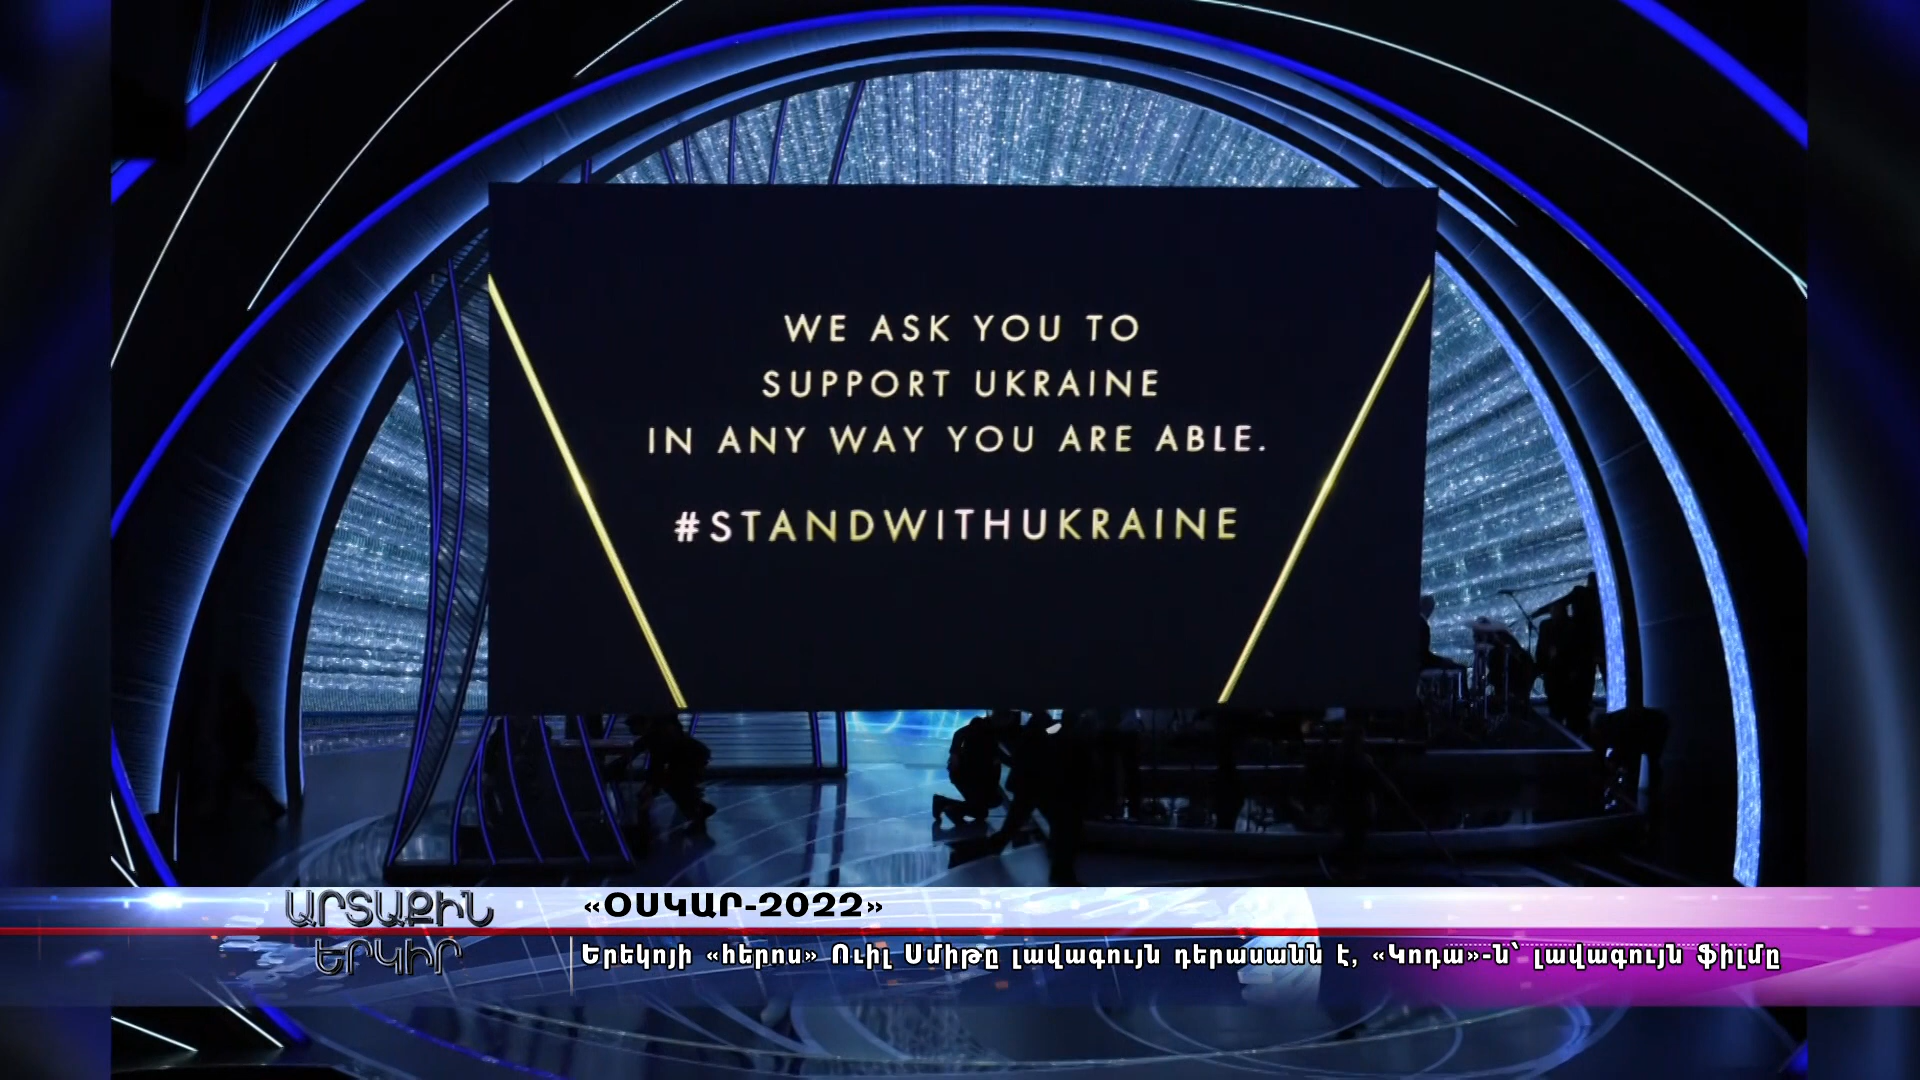 WE ASK YOU TO
SUPPORT UKRAINE
IN ANY WAY YOU ARE ABLE.
#STANDWITHUKRAINE
ԱՐՏԱՔԻՆ
ԵՐԿԻՐ
«ՕՍԿԱՐ-2022»
Երեկոյի «հերոս» Ուիլ Սմիթը լավագույն դերասանն է, «Կոդա»-ն՝ լավագույն ֆիլմը